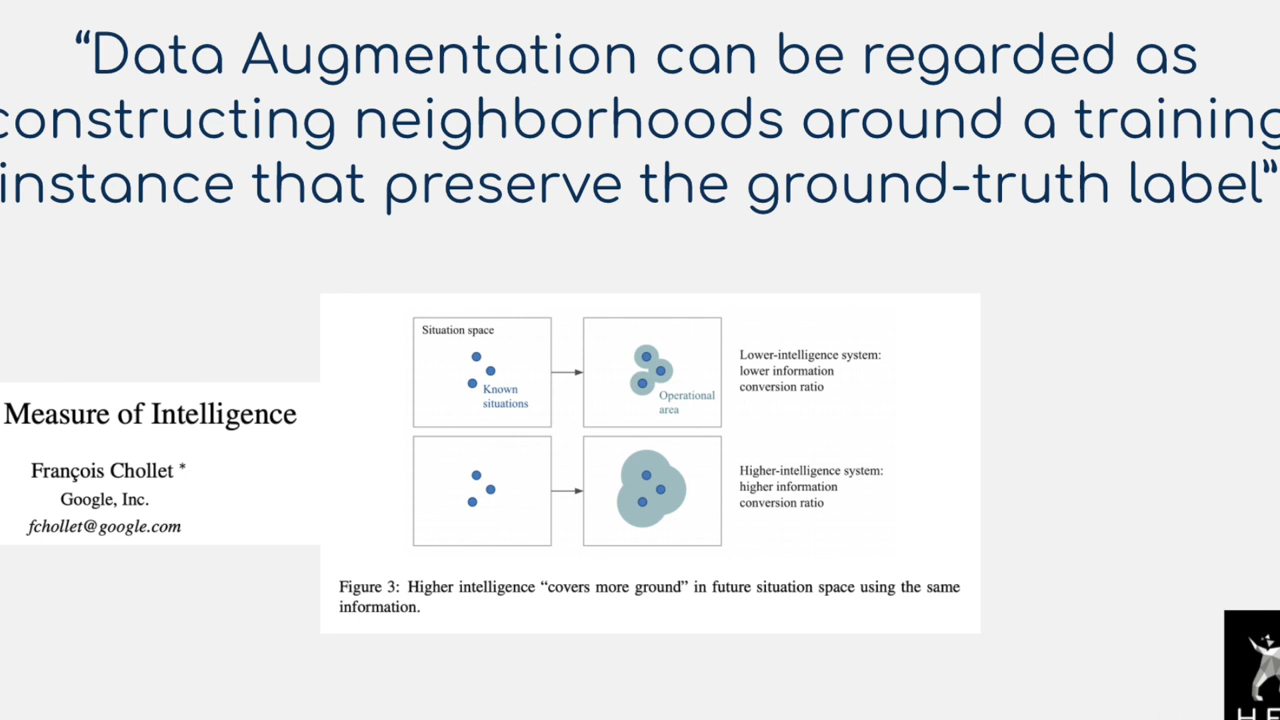 “Data Augmentation can be regarded as
constructing neighborhoods around a training
instance that preserve the ground-truth label”
Situation space
Known
situations
Operational
area
Lower-intelligence system:
lower information
conversion ratio
Measure of Intelligence
François Chollet *
Google, Inc.
fchollet@google.com
Higher-intelligence system:
higher information
conversion ratio
Figure 3: Higher intelligence “covers more ground” in future situation space using the same
information.